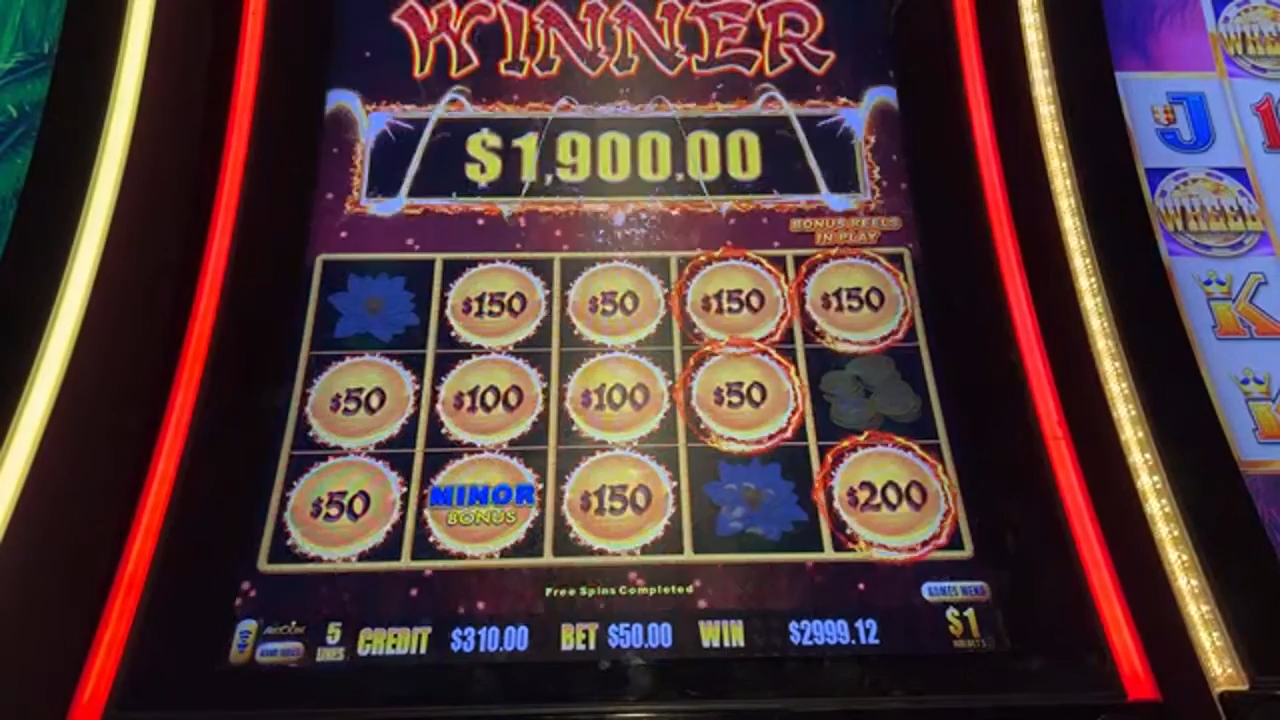 WINNER
$1,900.00
BONUS REELS
IN PLAY
$150 $50 $150 $150
$50 $100 $100 $50
$50 MINOR
BONUS $150 $200
Free Spins Completed
GAMES MENU
5
LINES CREDIT $310.00 BET $50.00 WIN $2999.12 $1
WHEEL
J
WHEEL
K